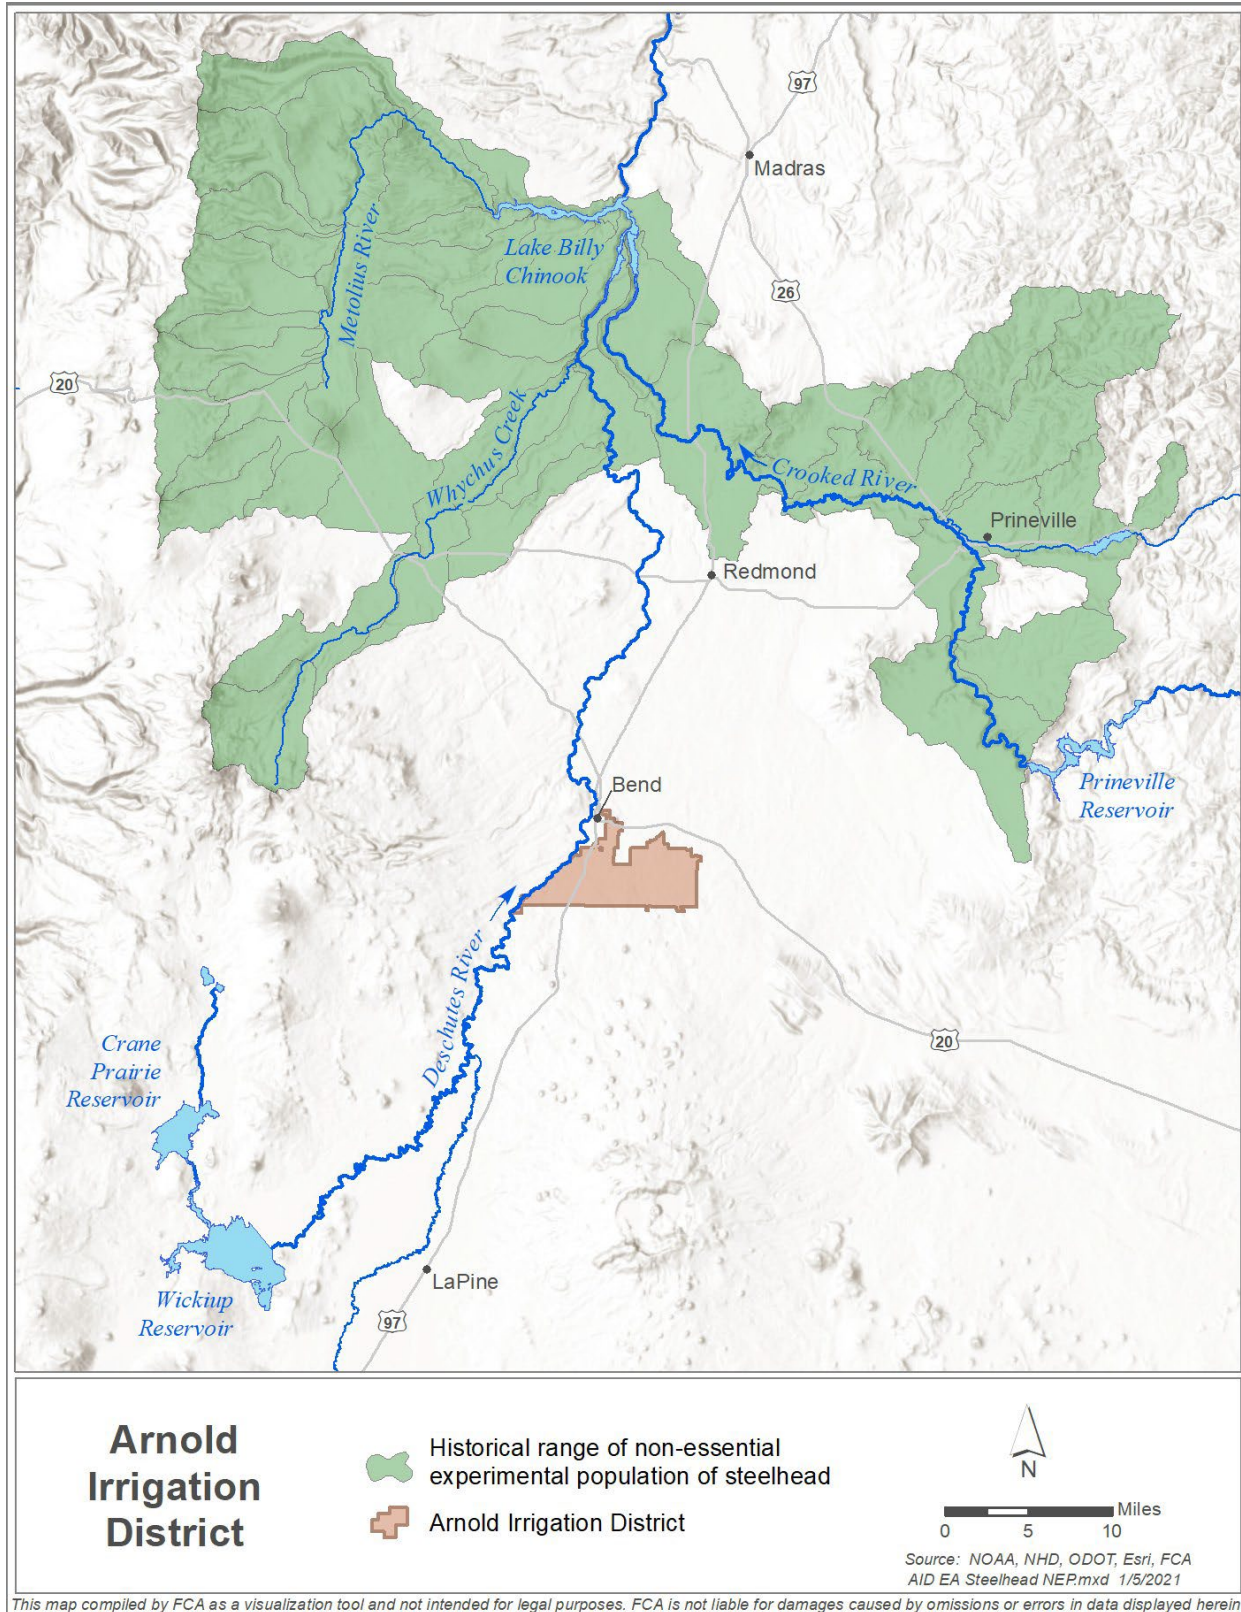 97
Madras
Lake Billy
Chinook
Metolius River
26
20
Whychus Creek
Crooked River
Prineville
Redmond
Prineville
Reservoir
Bend
Deschutes River
20
Crane
Prairie
Reservoir
LaPine
Wickiup
Reservoir
97
Arnold
Irrigation
District
Historical range of non-essential
experimental population of steelhead
Arnold Irrigation District
N
Miles
0 5 10
Source: NOAA, NHD, ODOT, Esri, FCA
AID EA Steelhead NEP.mxd 1/5/2021
This map compiled by FCA as a visualization tool and not intended for legal purposes. FCA is not liable for damages caused by omissions or errors in data displayed herein